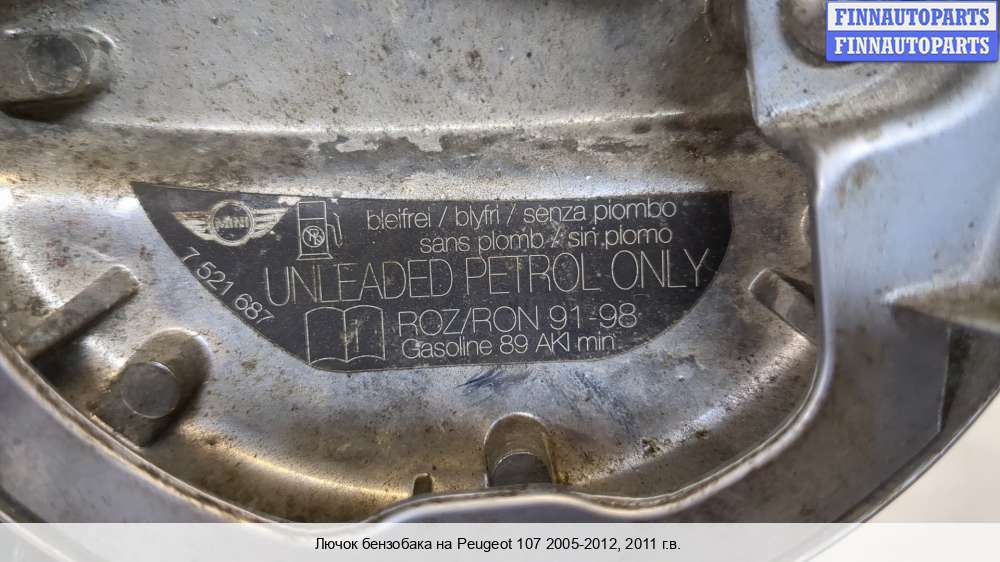 FINNAUTOPARTS
FINNAUTOPARTS
MINI
bleifrei / blyfri / senza piombo
sans plomb / sin plomo
7 521 687
UNLEADED PETROL ONLY
ROZ/RON 91-98
Gasoline 89 AKI min
Лючок бензобака на Peugeot 107 2005-2012, 2011 г.в.